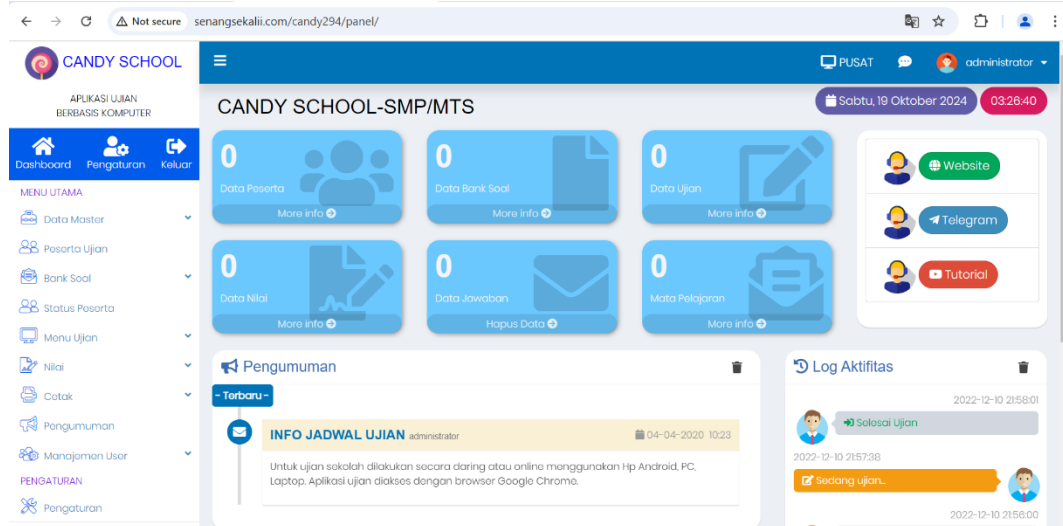 Not secure
senangsekalii.com/candy294/panel/
CANDY SCHOOL
APLIKASI UJIAN
BERBASIS KOMPUTER
Dashboard
Pengaturan
Keluar
MENU UTAMA
Data Master
Peserta Ujian
Bank Soal
Status Peserta
Menu Ujian
Nilai
Cetak
Pengumuman
Manajemen User
PENGATURAN
Pengaturan
PUSAT
administrator
CANDY SCHOOL-SMP/MTS
Sabtu, 19 Oktober 2024
03:26:40
0
Data Peserta
More info
0
Data Bank Soal
More info
0
Data Ujian
More info
0
Data Nilai
More info
0
Data Jawaban
Hapus Data
0
Mata Pelajaran
More info
Website
Telegram
Tutorial
Pengumuman
- Terbaru -
INFO JADWAL UJIAN administrator
04-04-2020 10:23
Untuk ujian sekolah dilakukan secara daring atau online menggunakan Hp Android, PC,
Laptop. Aplikasi ujian diakses dengan browser Google Chrome.
Log Aktifitas
2022-12-10 21:58:01
Selesai Ujian
2022-12-10 21:57:38
Sedang ujian...
2022-12-10 21:56:00